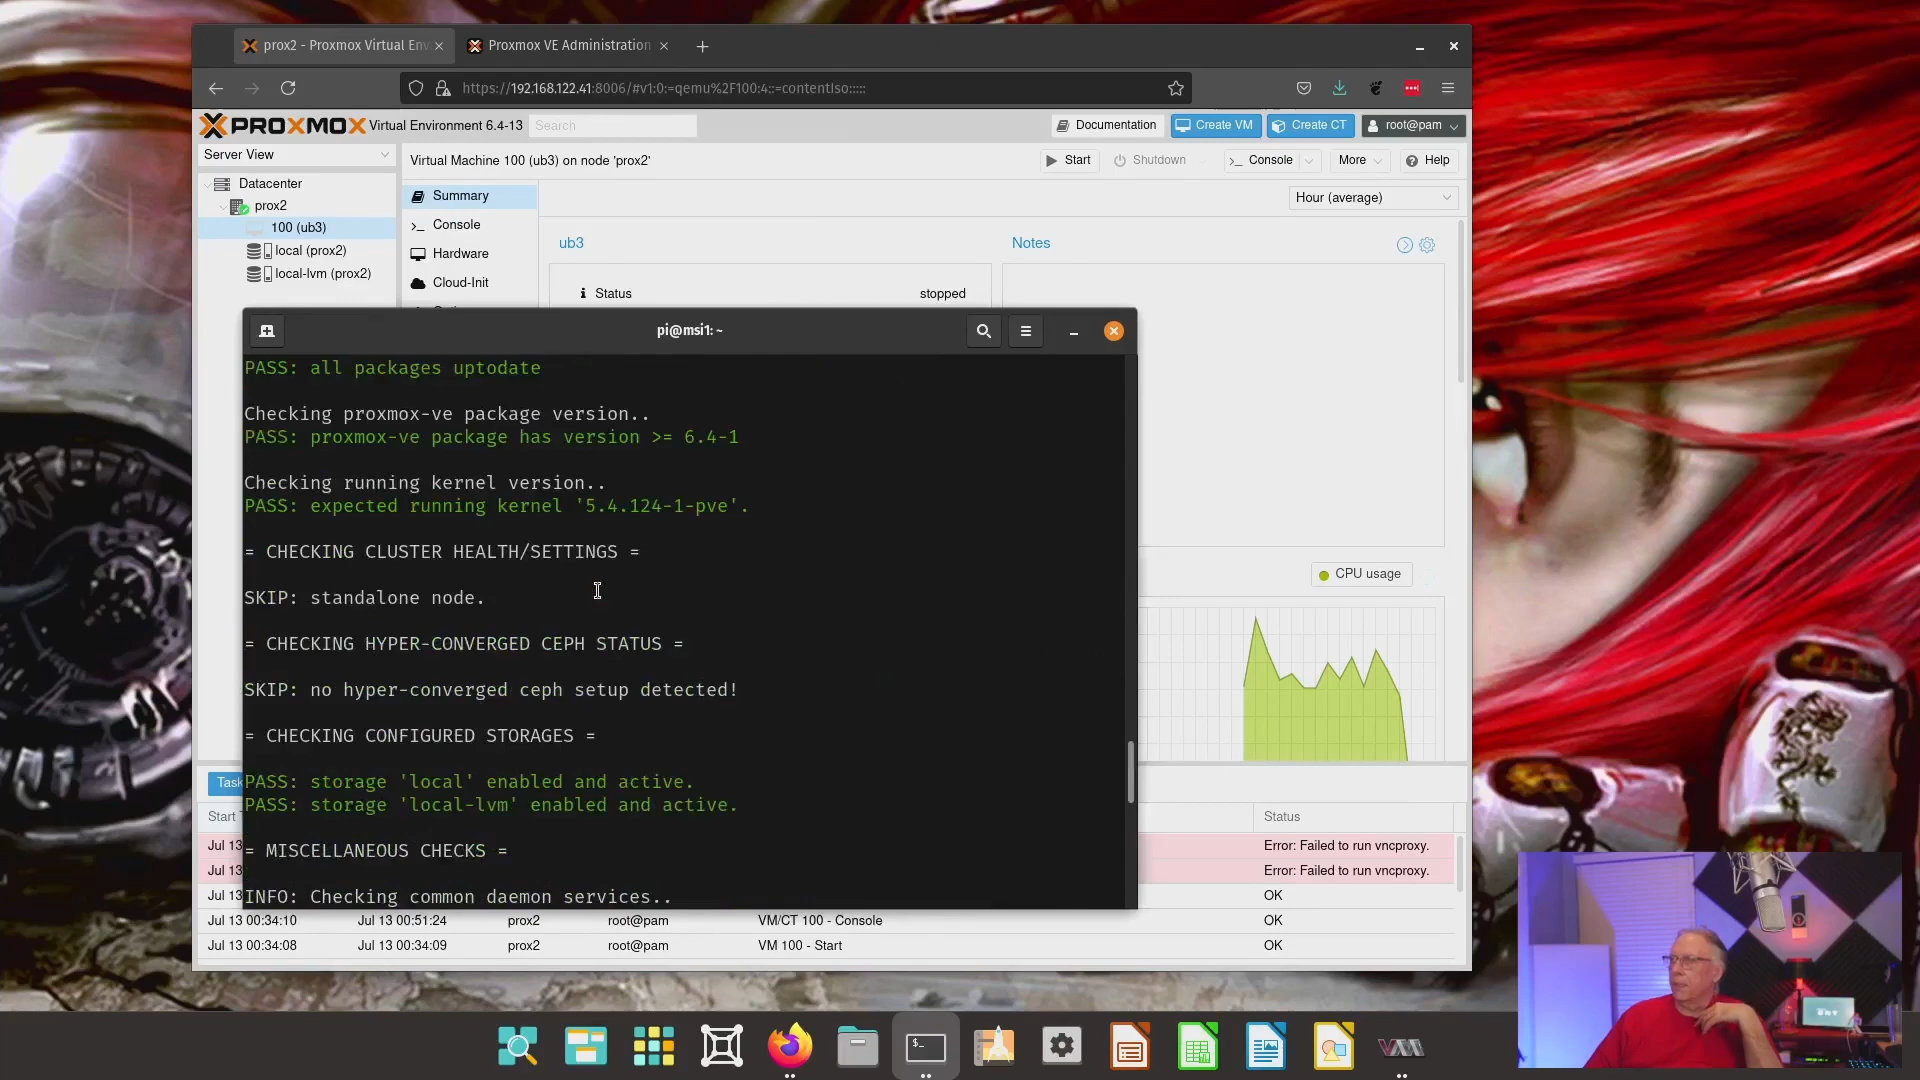 prox2 - Proxmox Virtual Env
Proxmox VE Administration
https://192.168.122.41:8006/#v1:0:=qemu%2F100:4::=contentIso:::::
PROXMOX Virtual Environment 6.4-13
Search
Documentation
Create VM
Create CT
root@pam
Server View
Virtual Machine 100 (ub3) on node 'prox2'
Start
Shutdown
Console
More
Help
Datacenter
prox2
100 (ub3)
local (prox2)
local-lvm (prox2)
Summary
Console
Hardware
Cloud-Init
Hour (average)
ub3
Notes
Status
stopped
pi@msi1: ~
PASS: all packages uptodate
Checking proxmox-ve package version..
PASS: proxmox-ve package has version >= 6.4-1
Checking running kernel version..
PASS: expected running kernel '5.4.124-1-pve'.
= CHECKING CLUSTER HEALTH/SETTINGS =
SKIP: standalone node.
= CHECKING HYPER-CONVERGED CEPH STATUS =
SKIP: no hyper-converged ceph setup detected!
= CHECKING CONFIGURED STORAGES =
PASS: storage 'local' enabled and active.
PASS: storage 'local-lvm' enabled and active.
= MISCELLANEOUS CHECKS =
INFO: Checking common daemon services..
CPU usage
Task
Start
Status
Jul 13
Error: Failed to run vncproxy.
Jul 13
Error: Failed to run vncproxy.
Jul 13
OK
Jul 13 00:34:10 Jul 13 00:51:24 prox2 root@pam VM/CT 100 - Console OK
Jul 13 00:34:08 Jul 13 00:34:09 prox2 root@pam VM 100 - Start OK